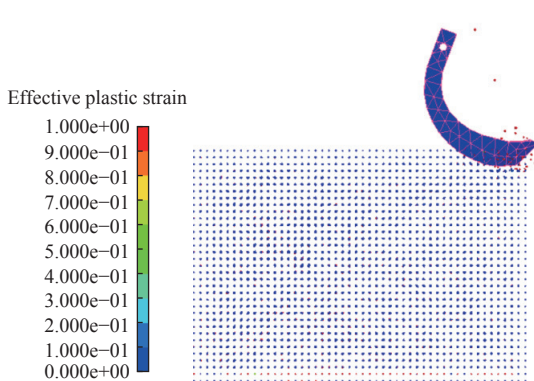 Effective plastic strain
1.000e+00
9.000e−01
8.000e−01
7.000e−01
6.000e−01
5.000e−01
4.000e−01
3.000e−01
2.000e−01
1.000e−01
0.000e+00